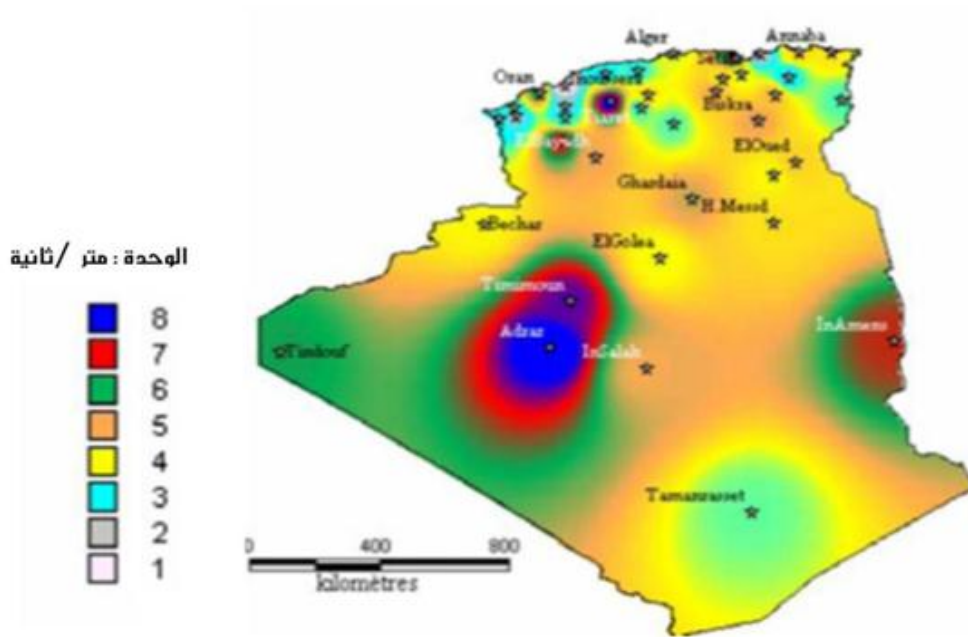 Alger
Annaba
Oran
Biskra
ElOued
Ghardaia
H.Messd
Bechar
ElGolea
الوحدة : متر /ثانية
Timimoun
8
7
6
5
4
3
2
1
Adrar
InSalah
InAmens
Tindouf
Tamanrasset
0 400 800
kilomètres